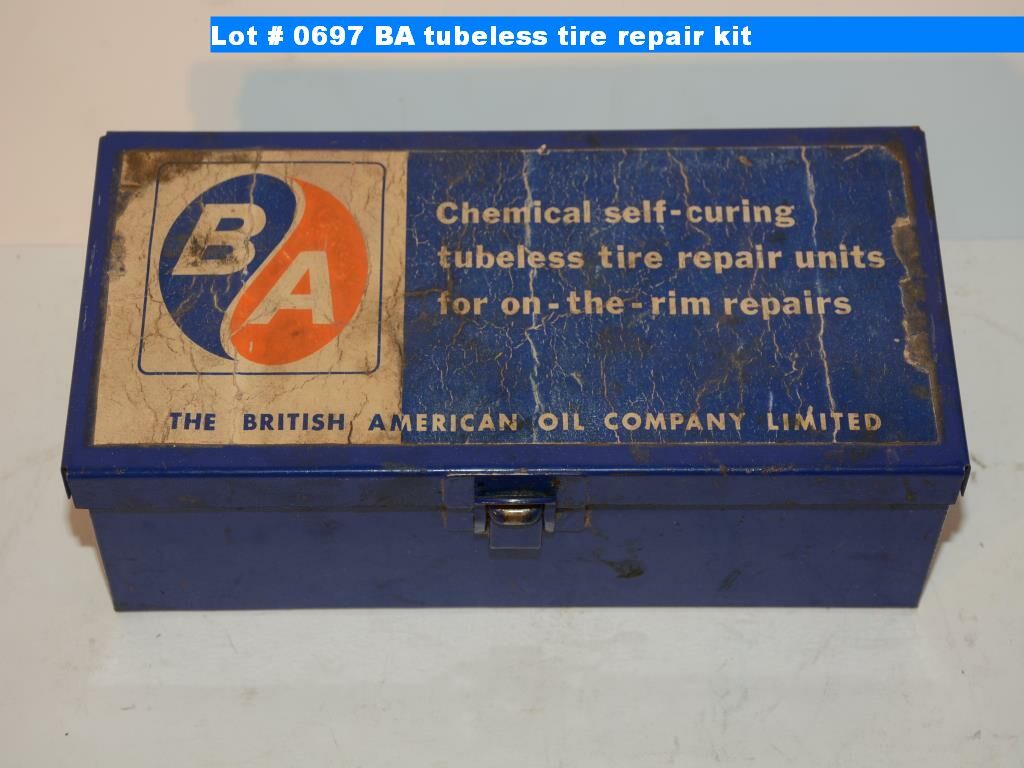 Lot # 0697 BA tubeless tire repair kit
BA
Chemical self-curing
tubeless tire repair units
for on-the-rim repairs
THE BRITISH AMERICAN OIL COMPANY LIMITED